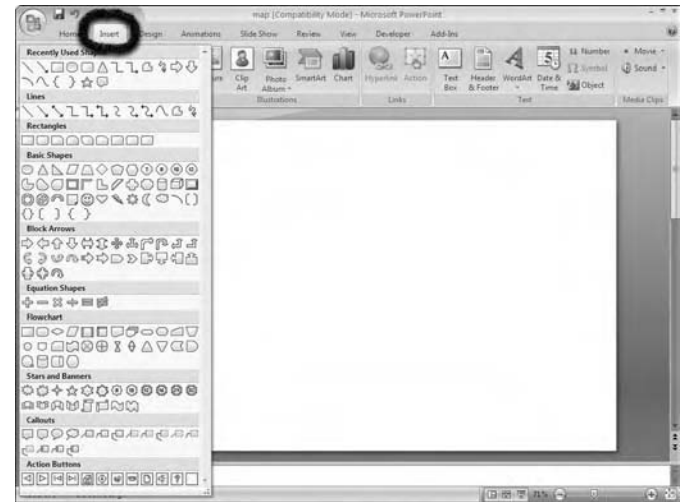 map [Compatibility Mode] - Microsoft PowerPoint
Home Insert Design Animations Slide Show Review View Developer Add-Ins
Recently Used Shapes
Lines
Rectangles
Basic Shapes
Block Arrows
Equation Shapes
Flowchart
Stars and Banners
Callouts
Action Buttons
Clip Art
Photo Album
SmartArt
Chart
Hyperlink
Action
Text Box
Header & Footer
WordArt
Date & Time
Number
Symbol
Object
Movie
Sound
Illustrations
Links
Text
Media Clips
71%